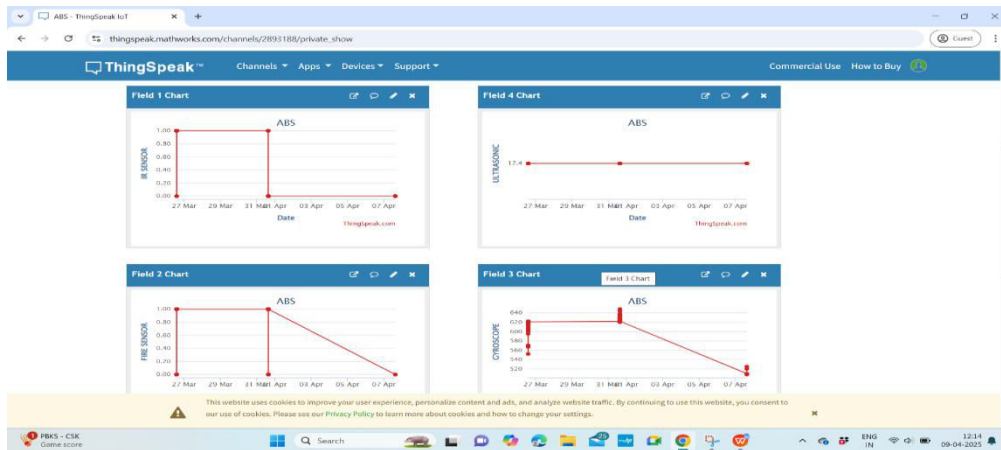 ABS - ThingSpeak IoT
thingspeak.mathworks.com/channels/2893188/private_show
Guest
ThingSpeak™
Channels
Apps
Devices
Support
Commercial Use
How to Buy
Field 1 Chart
ABS
IR SENSOR
1.00
0.80
0.60
0.40
0.20
0.00
27 Mar
29 Mar
31 Mar
01 Apr
03 Apr
05 Apr
07 Apr
Date
ThingSpeak.com
Field 4 Chart
ABS
ULTRASONIC
17.4
27 Mar
29 Mar
31 Mar
01 Apr
03 Apr
05 Apr
07 Apr
Date
ThingSpeak.com
Field 2 Chart
ABS
FIRE SENSOR
1.00
0.80
0.60
0.40
0.20
0.00
27 Mar
29 Mar
31 Mar
01 Apr
03 Apr
05 Apr
07 Apr
Field 3 Chart
Field 3 Chart
ABS
GYROSCOPE
640
620
600
580
560
540
520
27 Mar
29 Mar
31 Mar
01 Apr
03 Apr
05 Apr
07 Apr
This website uses cookies to improve your user experience, personalize content and ads, and analyze website traffic. By continuing to use this website, you consent to
our use of cookies. Please see our Privacy Policy to learn more about cookies and how to change your settings.
1
PBKS - CSK
Game score
Search
ENG
IN
12:14
09-04-2025